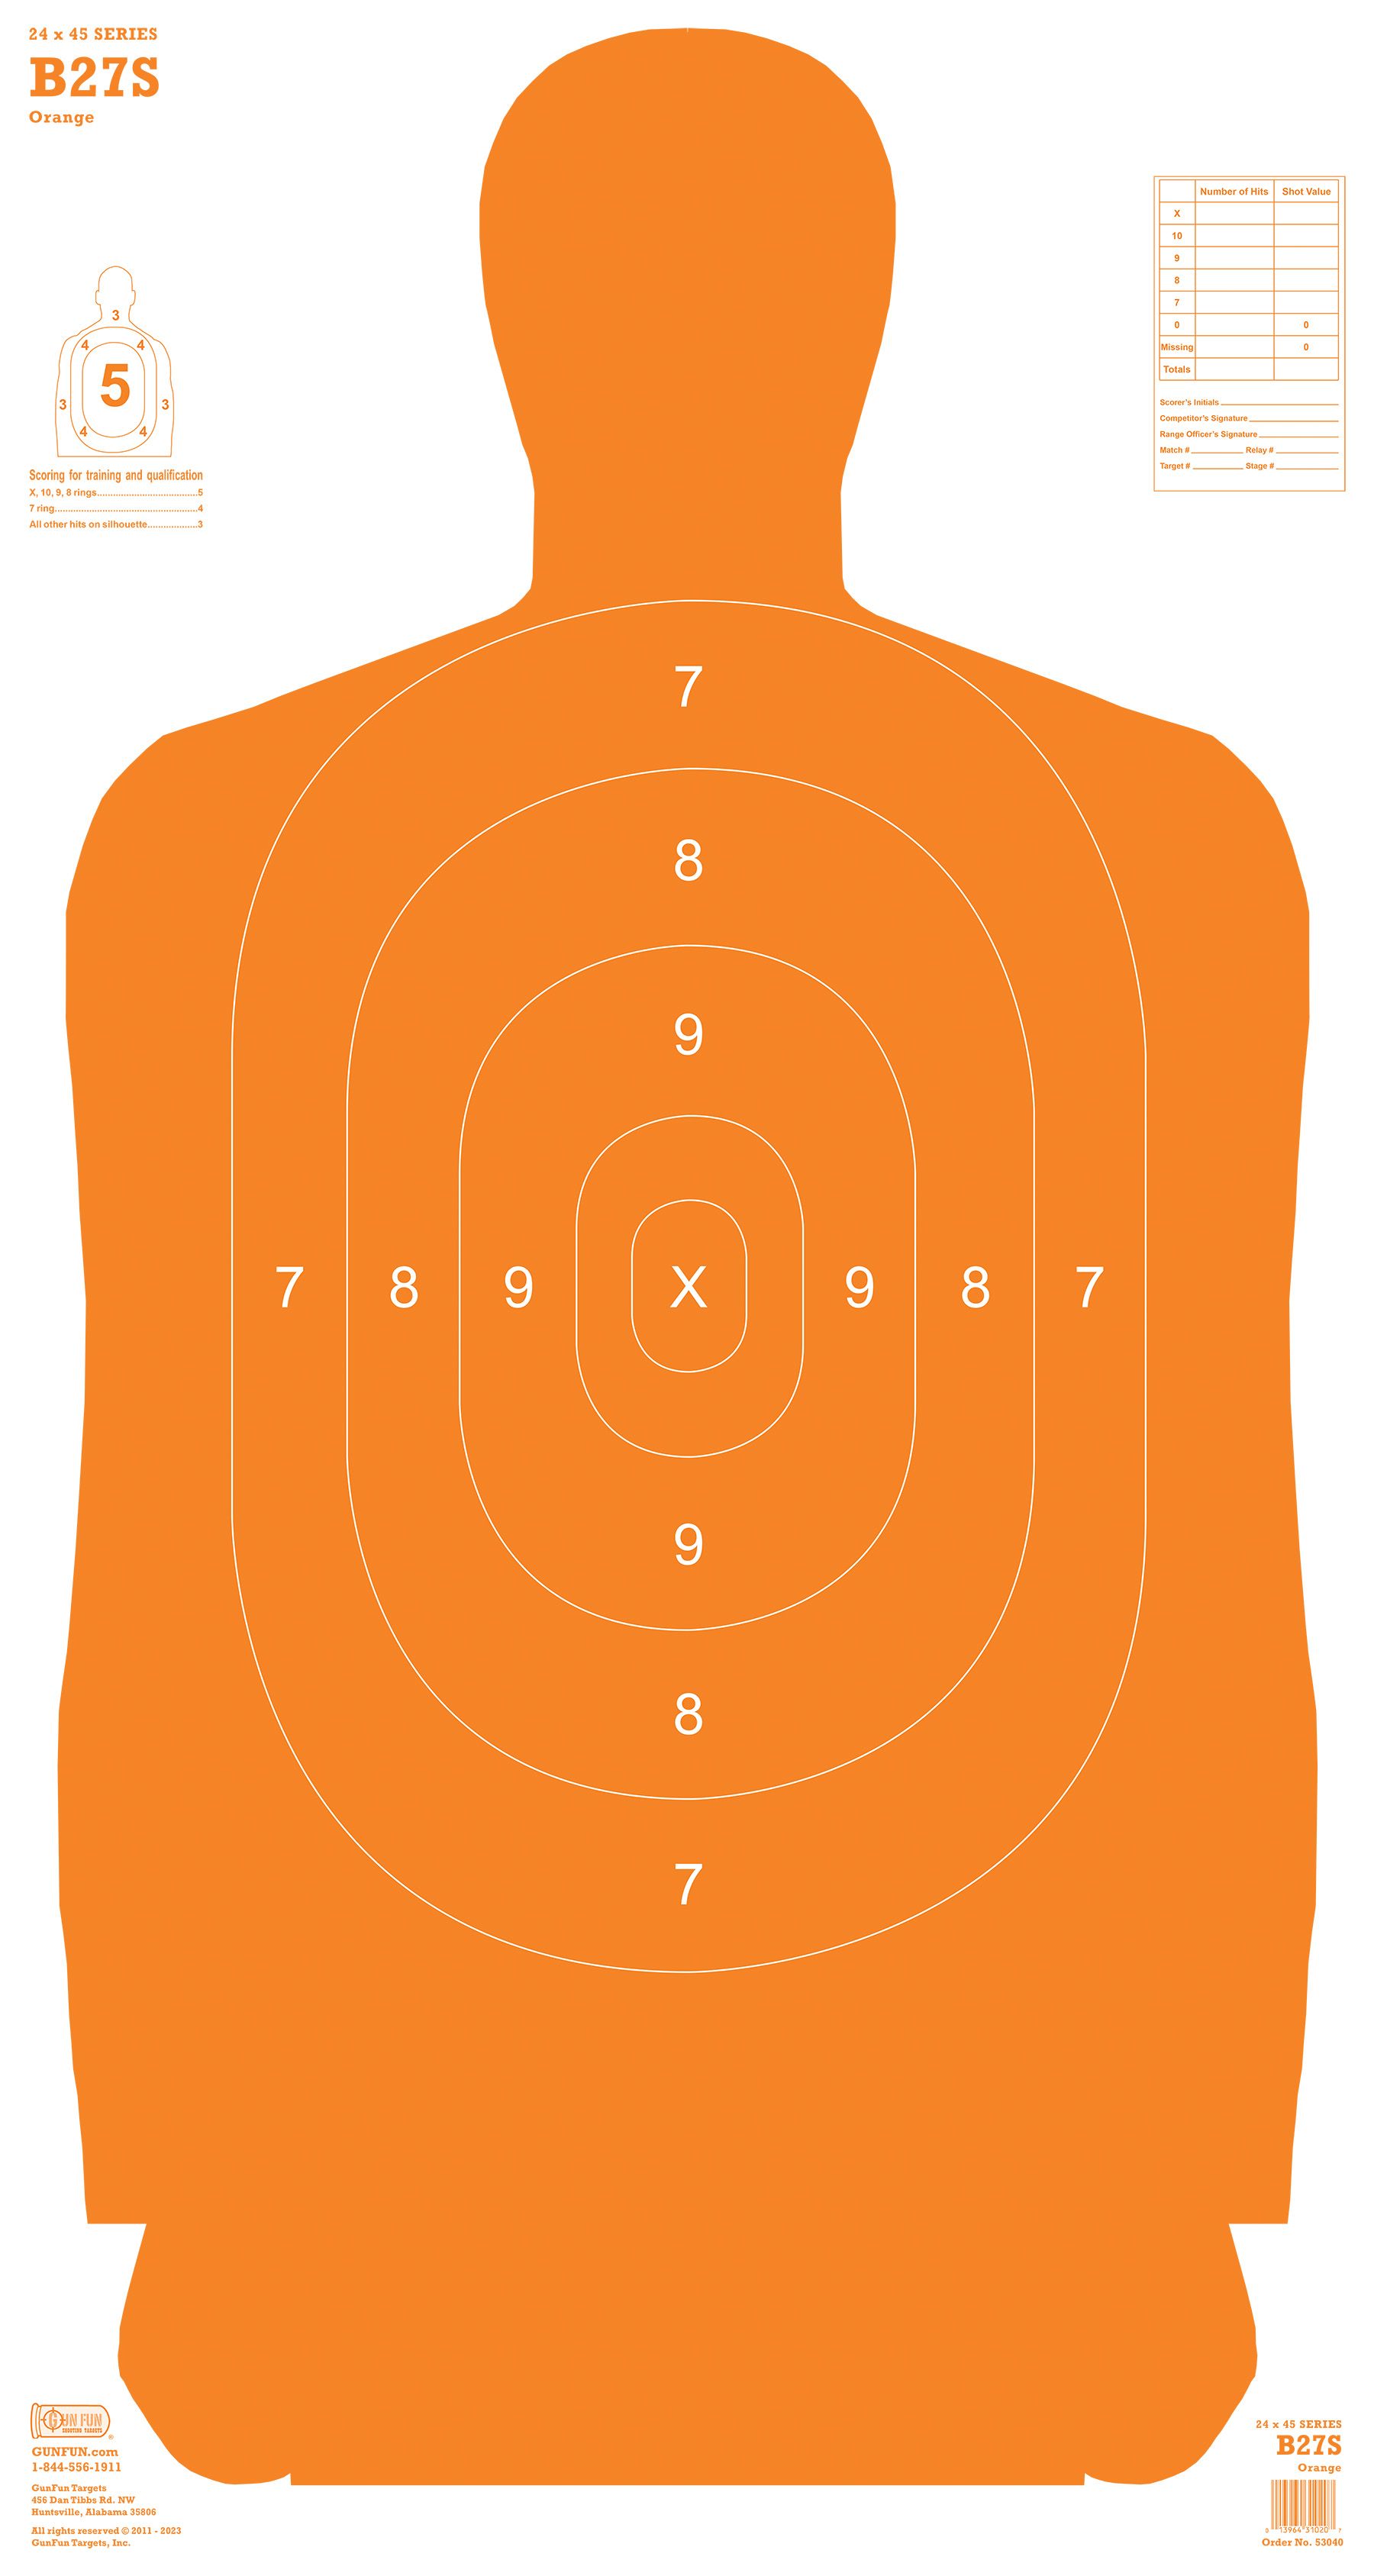 24 x 45 SERIES
B27S
Orange
Number of Hits Shot Value
X
10
9
8
7
0 0
Missing 0
Totals
Scorer's Initials
Competitor's Signature
Range Officer's Signature
Match # Relay #
Target # Stage #
3
4 4
5
3 3
4 4
Scoring for training and qualification
X, 10, 9, 8 rings....................................5
7 ring....................................................4
All other hits on silhouette...................3
7
8
9
7 8 9 X 9 8 7
9
8
7
GUN FUN
SHOOTING TARGETS
®
GUNFUN.com
1-844-556-1911
GunFun Targets
456 Dan Tibbs Rd. NW
Huntsville, Alabama 35806
All rights reserved © 2011 - 2023
GunFun Targets, Inc.
24 x 45 SERIES
B27S
Orange
0 13964 31020 7
Order No. 53040